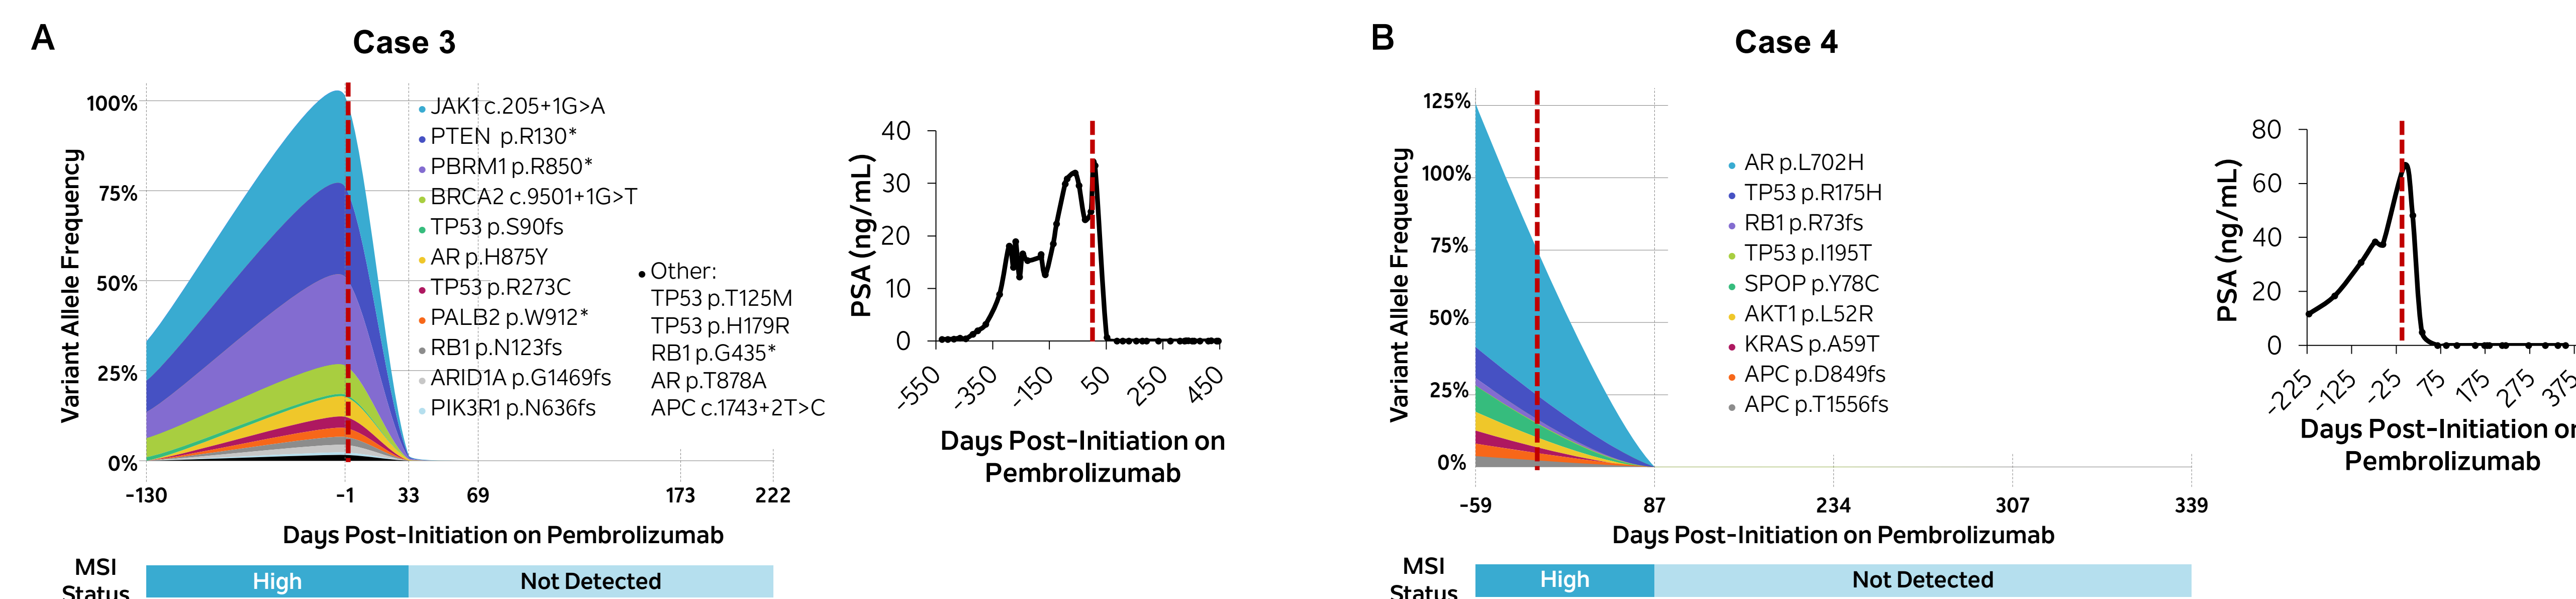 A
Case 3
Variant Allele Frequency
100%
75%
50%
25%
0%
-130
-1
33
69
173
222
Days Post-Initiation on Pembrolizumab
JAK1 c.205+1G>A
PTEN p.R130*
PBRM1 p.R850*
BRCA2 c.9501+1G>T
TP53 p.S90fs
AR p.H875Y
TP53 p.R273C
PALB2 p.W912*
RB1 p.N123fs
ARID1A p.G1469fs
PIK3R1 p.N636fs
Other:
TP53 p.T125M
TP53 p.H179R
RB1 p.G435*
AR p.T878A
APC c.1743+2T>C
MSI
Status
High
Not Detected
PSA (ng/mL)
40
30
20
10
0
-550
-350
-150
50
250
450
Days Post-Initiation on
Pembrolizumab
B
Case 4
Variant Allele Frequency
125%
100%
75%
50%
25%
0%
-59
87
234
307
339
Days Post-Initiation on Pembrolizumab
AR p.L702H
TP53 p.R175H
RB1 p.R73fs
TP53 p.I195T
SPOP p.Y78C
AKT1 p.L52R
KRAS p.A59T
APC p.D849fs
APC p.T1556fs
MSI
Status
High
Not Detected
PSA (ng/mL)
80
60
40
20
0
-225
-125
-25
75
175
275
375
Days Post-Initiation on
Pembrolizumab